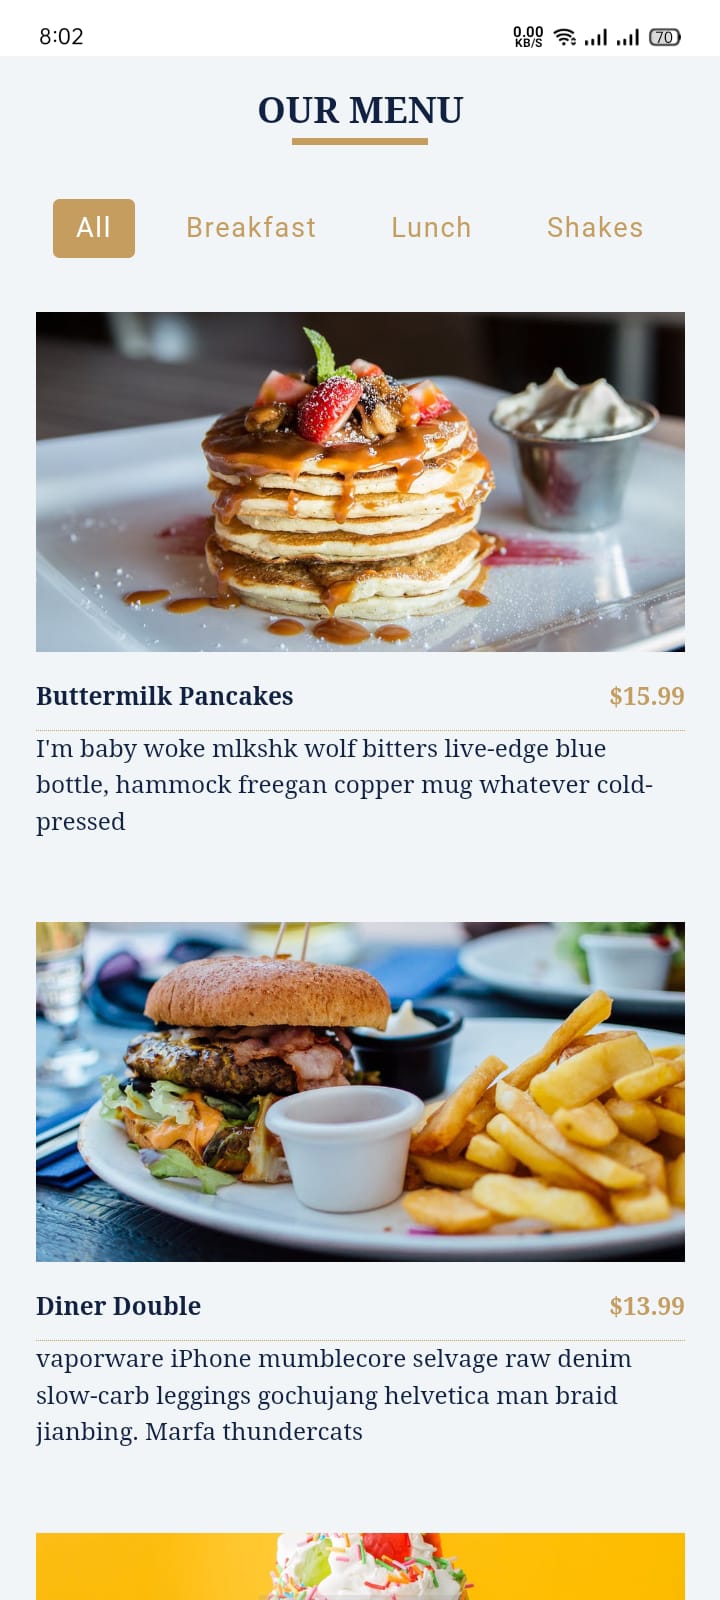 8:02
0.00
KB/S
70
OUR MENU
All Breakfast Lunch Shakes
Buttermilk Pancakes $15.99
I'm baby woke mlkshk wolf bitters live-edge blue
bottle, hammock freegan copper mug whatever cold-
pressed
Diner Double $13.99
vaporware iPhone mumblecore selvage raw denim
slow-carb leggings gochujang helvetica man braid
jianbing. Marfa thundercats